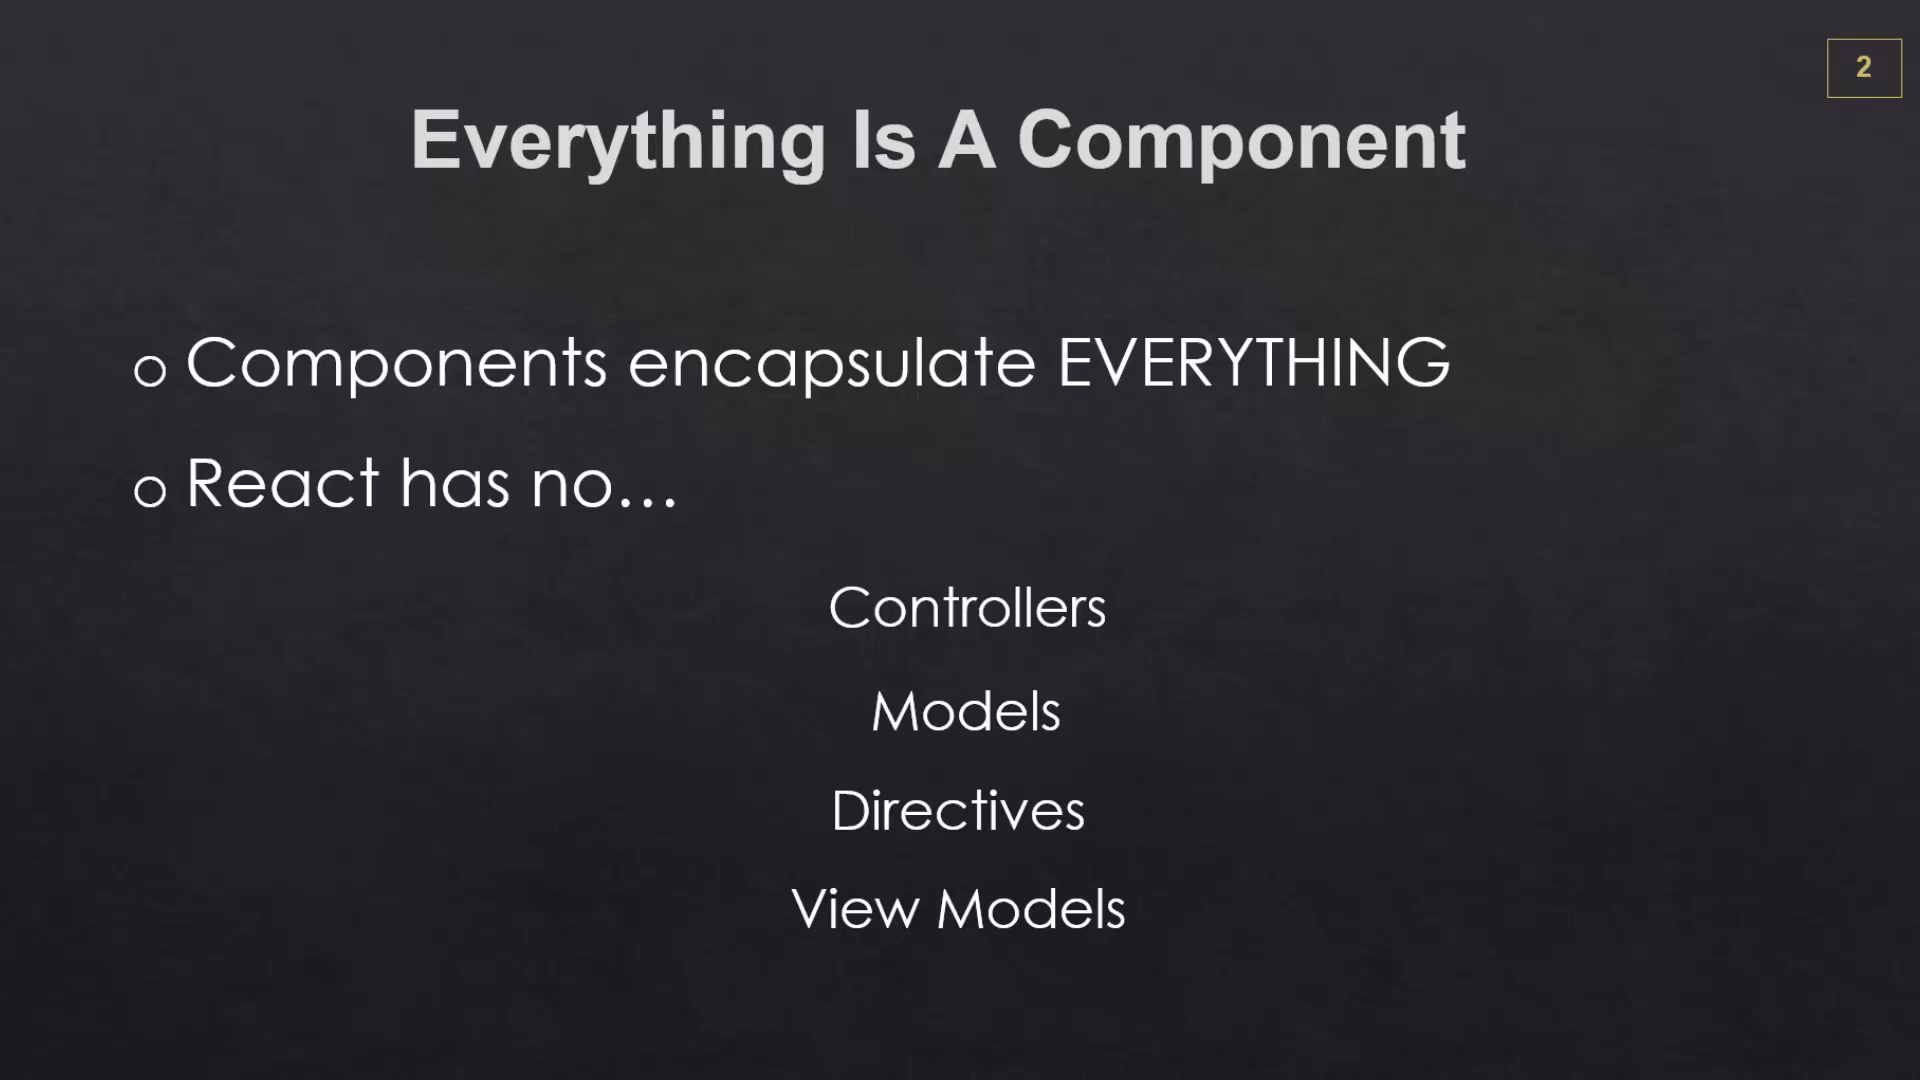 2
Everything Is A Component
o Components encapsulate EVERYTHING
o React has no…
Controllers
Models
Directives
View Models